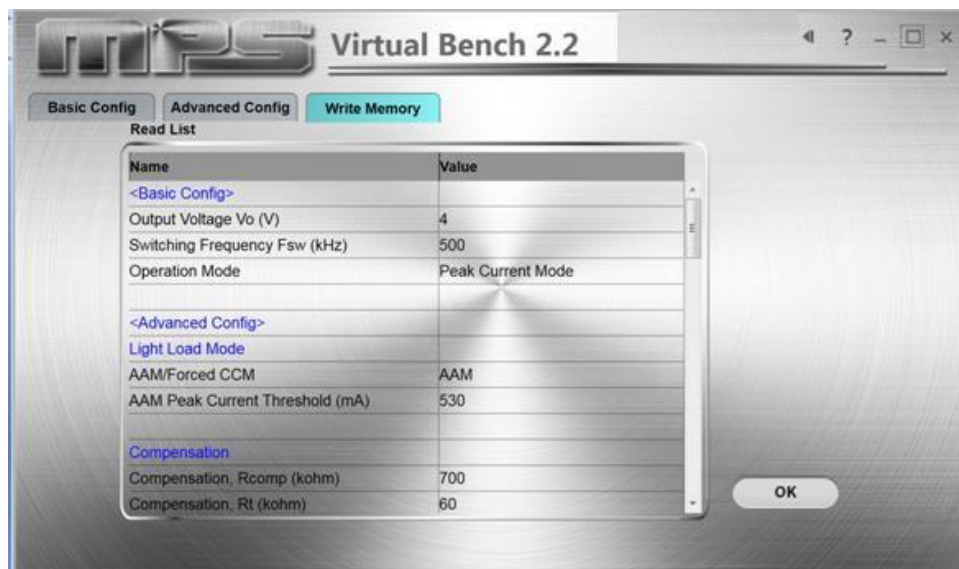 MPS Virtual Bench 2.2 ?
Basic Config Advanced Config Write Memory
Read List
Name Value
<Basic Config>
Output Voltage Vo (V) 4
Switching Frequency Fsw (kHz) 500
Operation Mode Peak Current Mode
<Advanced Config>
Light Load Mode
AAM/Forced CCM AAM
AAM Peak Current Threshold (mA) 530
Compensation
Compensation, Rcomp (kohm) 700
Compensation, Rt (kohm) 60
OK